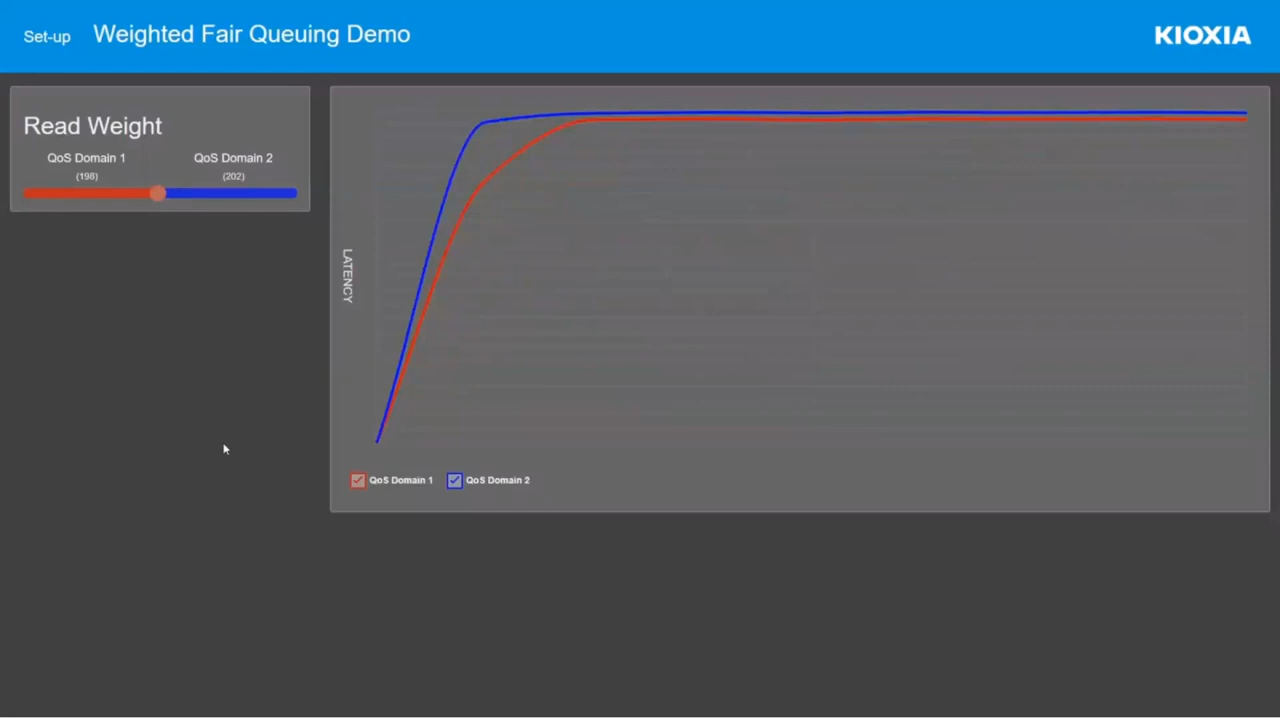 Set-up Weighted Fair Queuing Demo
KIOXIA
Read Weight
QoS Domain 1 QoS Domain 2
(198) (202)
LATENCY
QoS Domain 1 QoS Domain 2